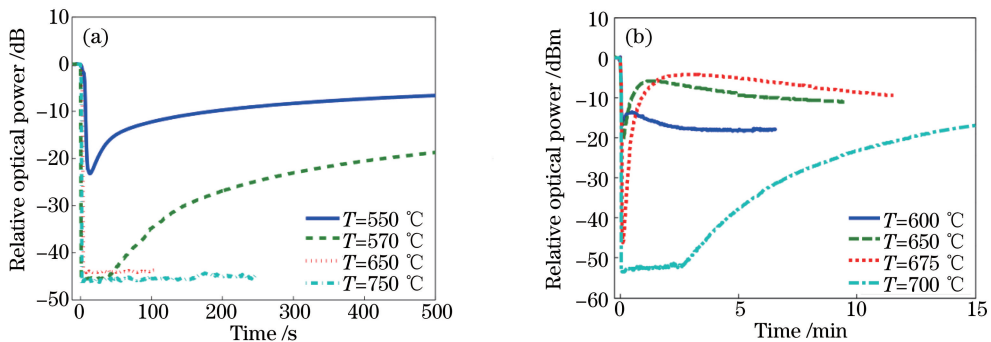 (a)
Relative optical power /dB
10
0
−10
−20
−30
−40
−50
T=550 ℃
T=570 ℃
T=650 ℃
T=750 ℃
0 100 200 300 400 500
Time /s
(b)
Relative optical power /dBm
10
0
−10
−20
−30
−40
−50
−60
T=600 ℃
T=650 ℃
T=675 ℃
T=700 ℃
0 5 10 15
Time /min